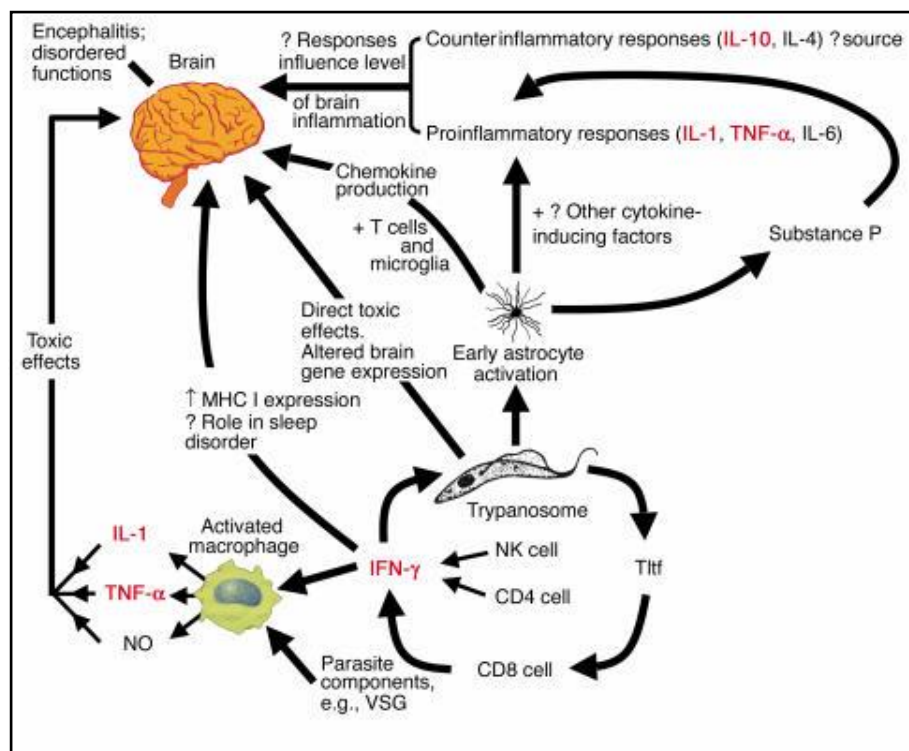 Encephalitis;
disordered
functions
Brain
? Responses
influence level
of brain
inflammation
Counterinflammatory responses (IL-10, IL-4) ? source
Proinflammatory responses (IL-1, TNF-α, IL-6)
Chemokine
production
+ T cells
and
microglia
+ ? Other cytokine-
inducing factors
Substance P
Direct toxic
effects.
Altered brain
gene expression
Early astrocyte
activation
Toxic
effects
↑ MHC I expression
? Role in sleep
disorder
Trypanosome
Activated
macrophage
IL-1
TNF-α
NO
IFN-γ
NK cell
CD4 cell
Tltf
CD8 cell
Parasite
components,
e.g., VSG